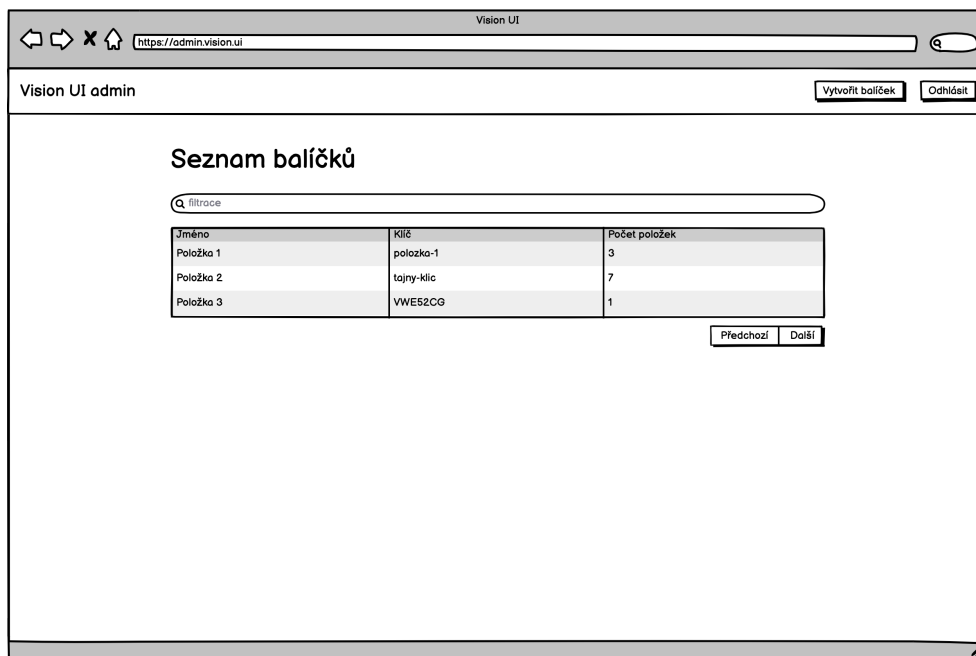 Vision UI
https://admin.vision.ui
Vision UI admin Vytvořit balíček Odhlásit
Seznam balíčků
filtrace
Jméno Klíč Počet položek
Položka 1 polozka-1 3
Položka 2 tajny-klic 7
Položka 3 VWE52CG 1
Předchozí Další